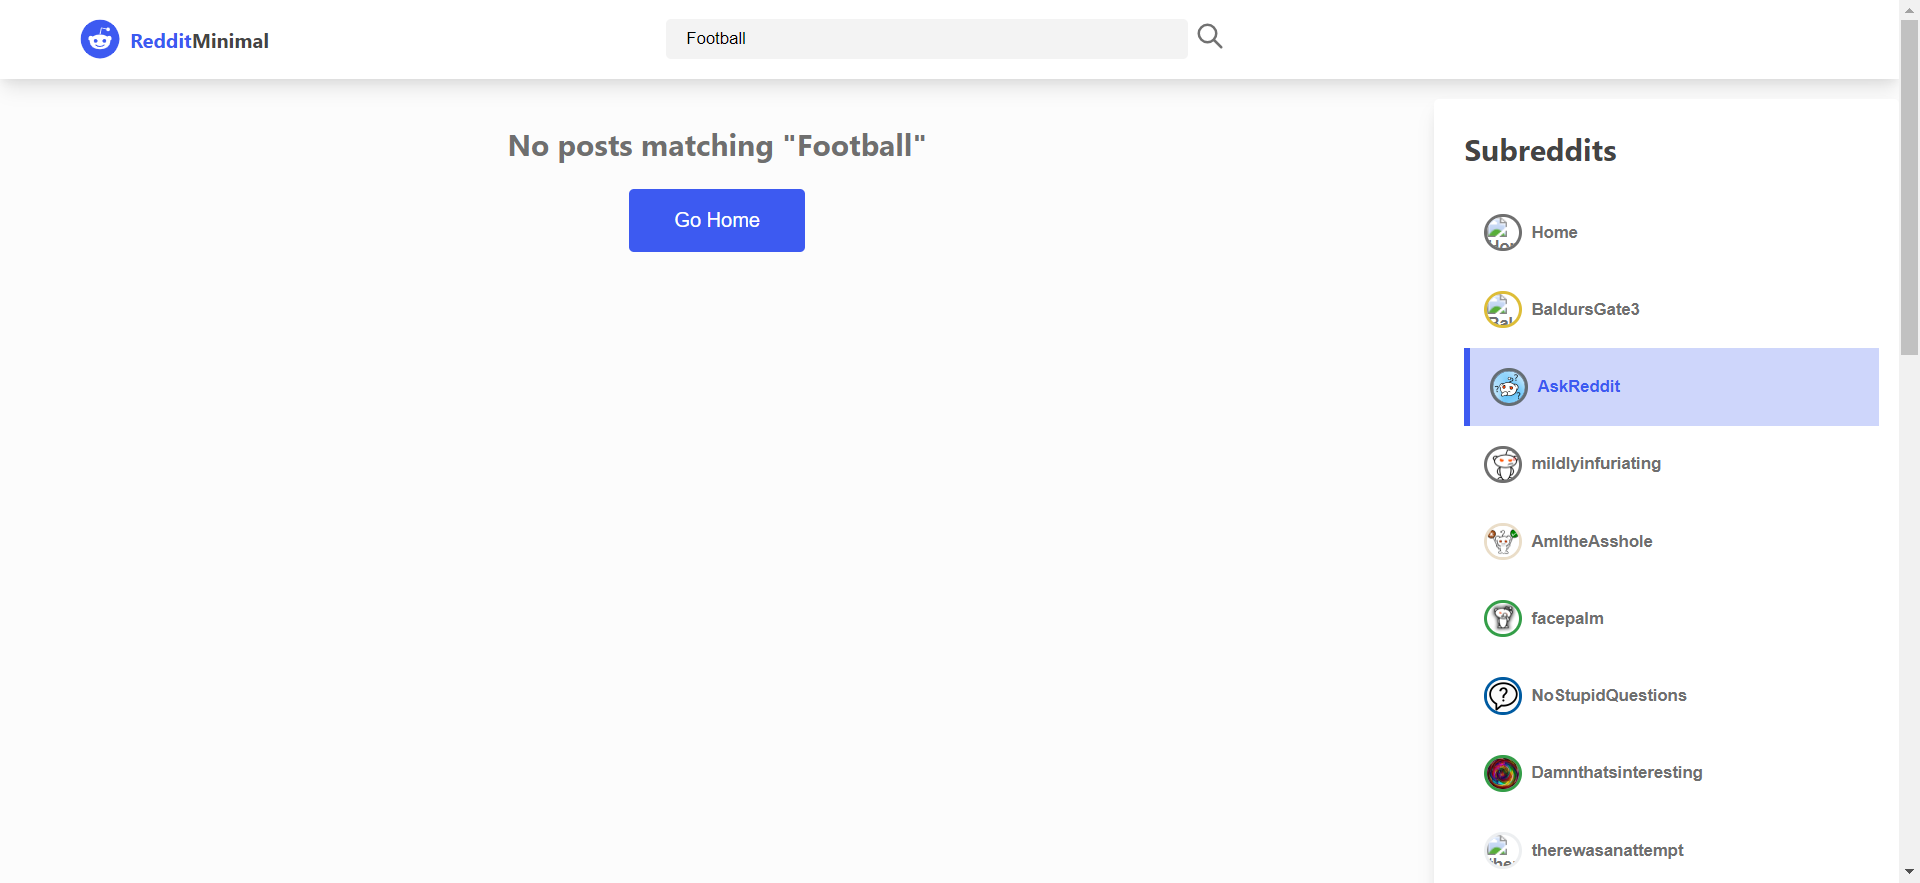 RedditMinimal
Football
No posts matching "Football"
Go Home
Subreddits
Home
BaldursGate3
AskReddit
mildlyinfuriating
AmItheAsshole
facepalm
NoStupidQuestions
Damnthatsinteresting
therewasanattempt